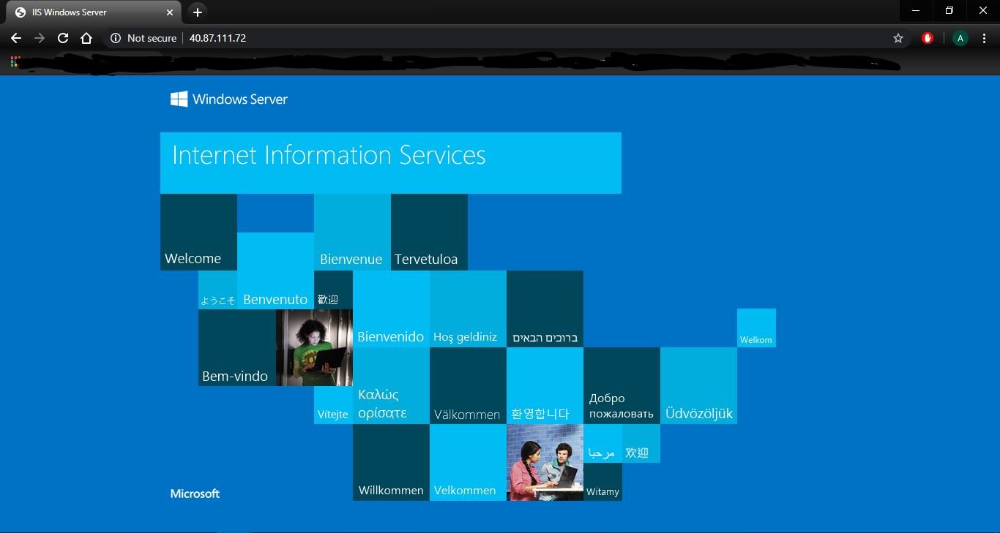 IIS Windows Server
Not secure
40.87.111.72
A
Windows Server
Internet Information Services
Welcome
Bienvenue
Tervetuloa
ようこそ
Benvenuto
歡迎
Bienvenido
Hoş geldiniz
ברוכים הבאים
Welkom
Bem-vindo
Vítejte
Καλώς
ορίσατε
Välkommen
환영합니다
Добро
пожаловать
Üdvözöljük
Willkommen
Velkommen
مرحبا
欢迎
Witamy
Microsoft